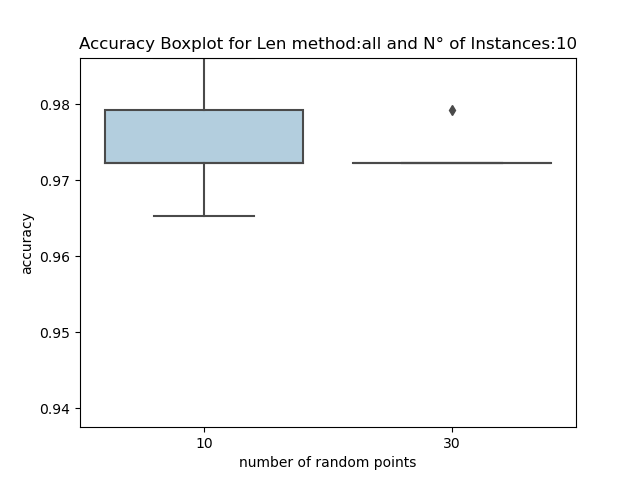 Accuracy Boxplot for Len method:all and N° of Instances:10
0.98
0.97
0.96
0.95
0.94
accuracy
10
30
number of random points